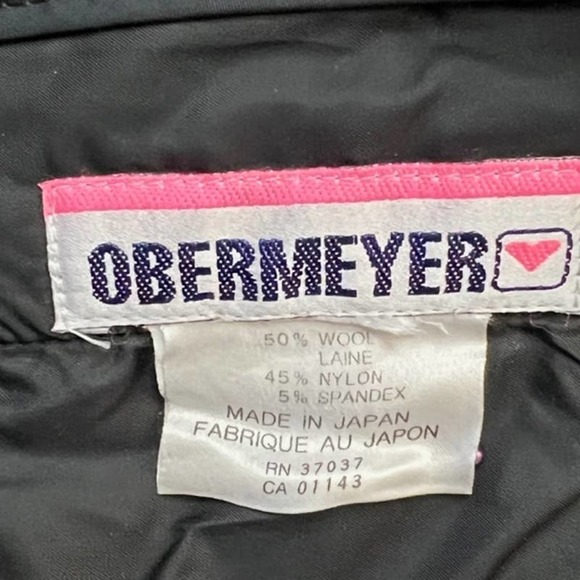 OBERMEYER
50% WOOL
LAINE
45% NYLON
5% SPANDEX
MADE IN JAPAN
FABRIQUE AU JAPON
RN 37037
CA 01143